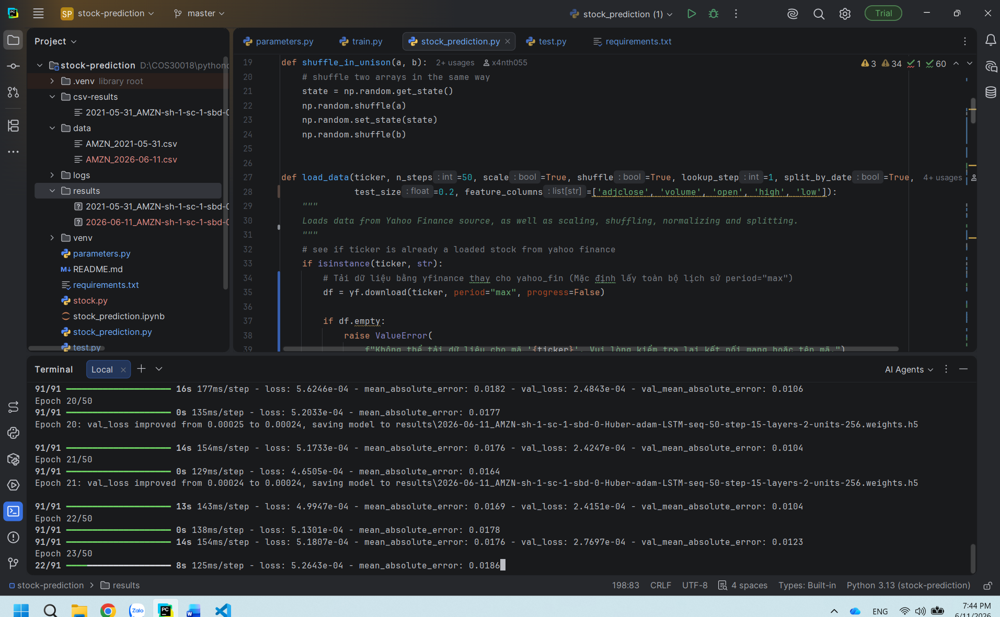 PC SP stock-prediction master stock_prediction (1) Trial
Project
stock-prediction D:\COS30018\pythonc
.venv library root
csv-results
2021-05-31_AMZN-sh-1-sc-1-sbd-0
data
AMZN_2021-05-31.csv
AMZN_2026-06-11.csv
logs
results
2021-05-31_AMZN-sh-1-sc-1-sbd-0
2026-06-11_AMZN-sh-1-sc-1-sbd-0
venv
parameters.py
README.md
requirements.txt
stock.py
stock_prediction.ipynb
stock_prediction.py
test.py
parameters.py train.py stock_prediction.py test.py requirements.txt
3 34 1 60
19 def shuffle_in_unison(a, b): 2+ usages x4nth055
20 # shuffle two arrays in the same way
21 state = np.random.get_state()
22 np.random.shuffle(a)
23 np.random.set_state(state)
24 np.random.shuffle(b)
25
26
27 def load_data(ticker, n_steps : int =50, scale : bool =True, shuffle : bool =True, lookup_step : int =1, split_by_date : bool =True, 4+ usages
28 test_size : float =0.2, feature_columns : list[str] =['adjclose', 'volume', 'open', 'high', 'low']):
29 """
30 Loads data from Yahoo Finance source, as well as scaling, shuffling, normalizing and splitting.
31 """
32 # see if ticker is already a loaded stock from yahoo finance
33 if isinstance(ticker, str):
34 # Tải dữ liệu bằng yfinance thay cho yahoo_fin (Mặc định lấy toàn bộ lịch sử period="max")
35 df = yf.download(ticker, period="max", progress=False)
36
37 if df.empty:
38 raise ValueError(
39 f"Không thể tải dữ liệu cho mã '{ticker}'. Vui lòng kiểm tra lại kết nối mạng hoặc tên mã.")
Terminal Local AI Agents
91/91 16s 177ms/step - loss: 5.6246e-04 - mean_absolute_error: 0.0182 - val_loss: 2.4843e-04 - val_mean_absolute_error: 0.0106
Epoch 20/50
91/91 0s 135ms/step - loss: 5.2033e-04 - mean_absolute_error: 0.0177
Epoch 20: val_loss improved from 0.00025 to 0.00024, saving model to results\2026-06-11_AMZN-sh-1-sc-1-sbd-0-Huber-adam-LSTM-seq-50-step-15-layers-2-units-256.weights.h5
91/91 14s 154ms/step - loss: 5.1733e-04 - mean_absolute_error: 0.0176 - val_loss: 2.4247e-04 - val_mean_absolute_error: 0.0104
Epoch 21/50
91/91 0s 129ms/step - loss: 4.6505e-04 - mean_absolute_error: 0.0164
Epoch 21: val_loss improved from 0.00024 to 0.00024, saving model to results\2026-06-11_AMZN-sh-1-sc-1-sbd-0-Huber-adam-LSTM-seq-50-step-15-layers-2-units-256.weights.h5
91/91 13s 143ms/step - loss: 4.9947e-04 - mean_absolute_error: 0.0169 - val_loss: 2.4151e-04 - val_mean_absolute_error: 0.0104
Epoch 22/50
91/91 0s 138ms/step - loss: 5.1301e-04 - mean_absolute_error: 0.0178
91/91 14s 154ms/step - loss: 5.1807e-04 - mean_absolute_error: 0.0176 - val_loss: 2.7697e-04 - val_mean_absolute_error: 0.0123
Epoch 23/50
22/91 8s 125ms/step - loss: 5.2643e-04 - mean_absolute_error: 0.0186
stock-prediction > results 198:83 CRLF UTF-8 4 spaces Types: Built-in Python 3.13 (stock-prediction)
Zalo PC W ENG 7:44 PM
6/11/2026